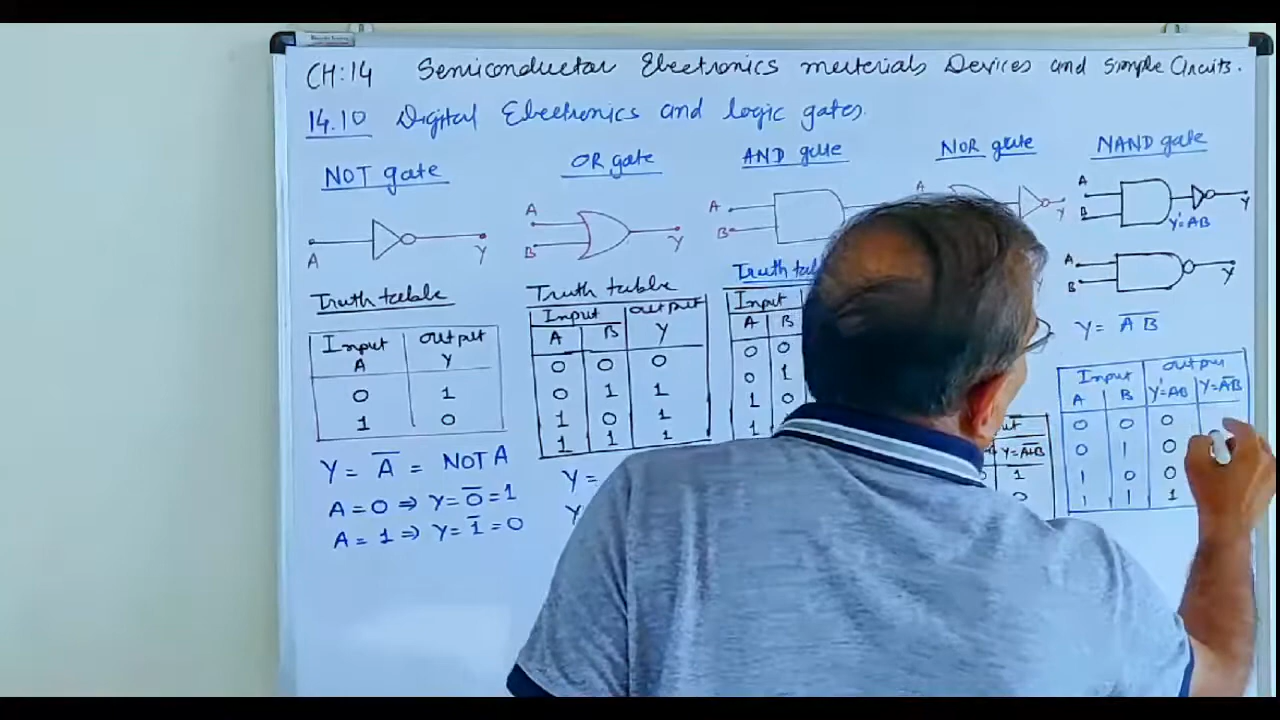 CH:14 Semiconductor Electronics materials Devices and Simple Circuits.
14.10 Digital Electronics and logic gates.
NOT gate
A
Y
Truth table
Input Output
A Y
0 1
1 0
Y = A̅ = NOT A
A = 0 ⇒ Y = 0̅ = 1
A = 1 ⇒ Y = 1̅ = 0
OR gate
A
B
Y
Truth table
Input Output
A B Y
0 0 0
0 1 1
1 0 1
1 1 1
Y =
Y
AND gate
A
B
Truth
Input
A B
0 0
0 1
1 0
1
NOR gate
A
Y
Y = A̅+̅B̅
1
0
NAND gate
A
B
Y'=AB
Y
A
B
Y
Y = A̅ B̅
Input Output
A B Y'=AB Y=A̅B̅
0 0 0
0 1 0
1 0 0
1 1 1